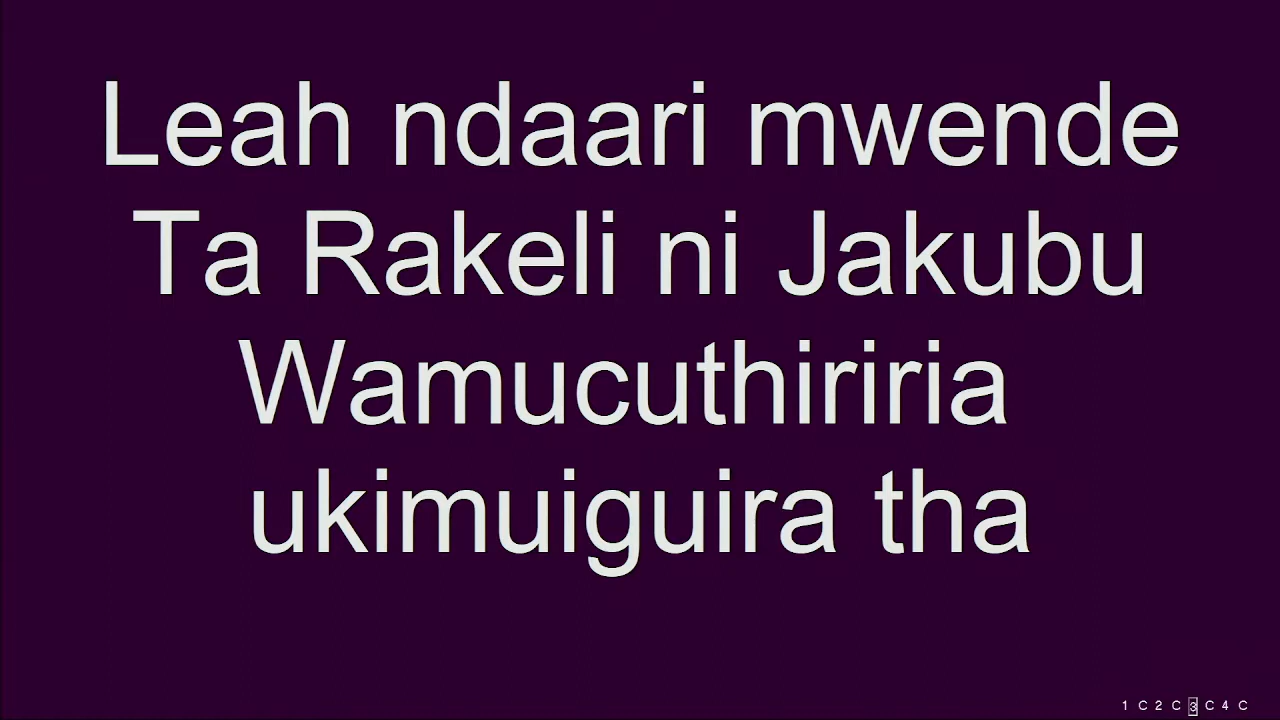 Leah ndaari mwende
Ta Rakeli ni Jakubu
Wamucuthiriria
ukimuiguira tha
1 C 2 C 3 C 4 C